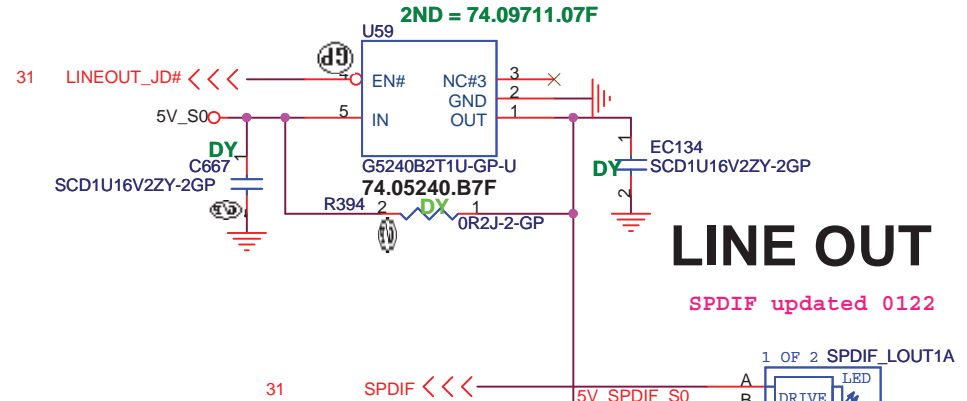 2ND = 74.09711.07F
U59
GP
31 LINEOUT_JD#
4 EN# NC#3 3
GND 2
5V_S0 5 IN OUT 1
DY
C667 1
SCD1U16V2ZY-2GP
G5240B2T1U-GP-U
74.05240.B7F
1 EC134
DY SCD1U16V2ZY-2GP
2
R394 2 DY 1
0R2J-2-GP
LINE OUT
SPDIF updated 0122
1 OF 2 SPDIF_LOUT1A
31 SPDIF
A LED
5V_SPDIF_S0 B DRIVE